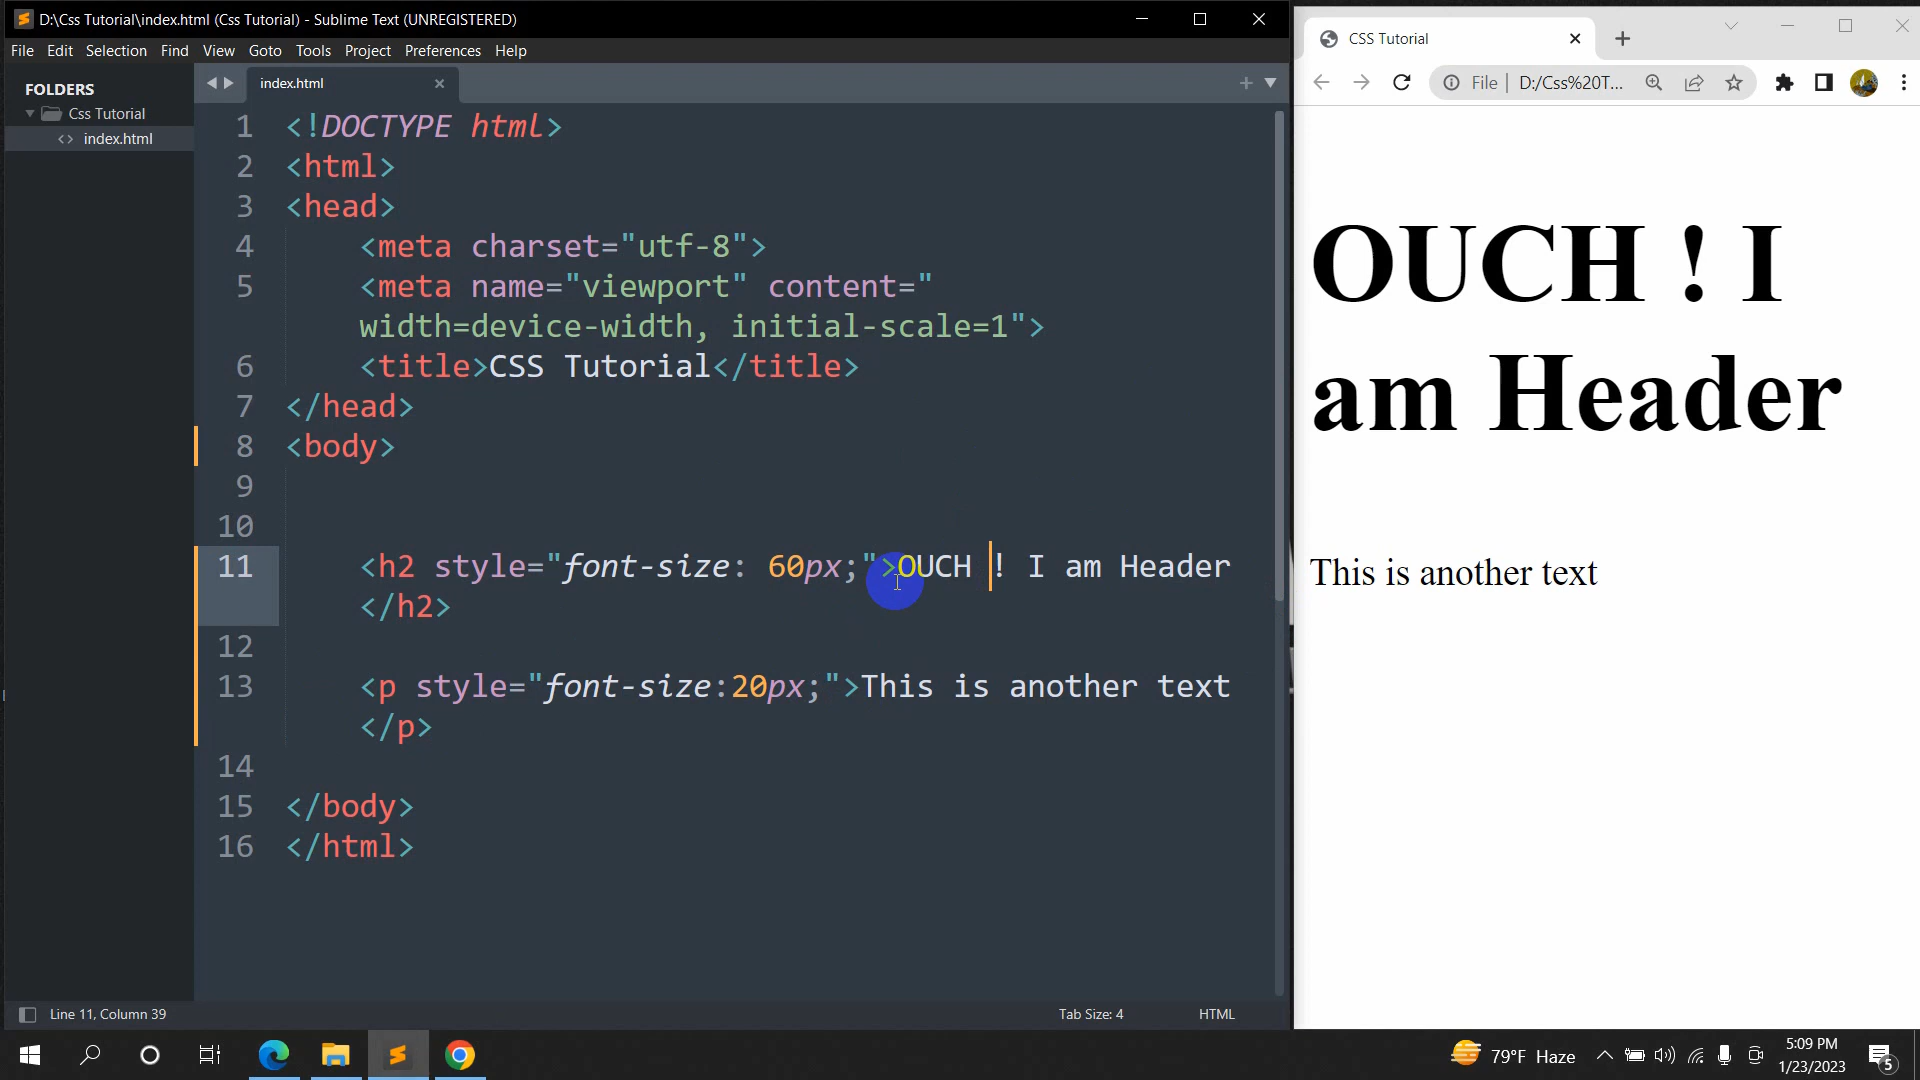 D:\Css Tutorial\index.html (Css Tutorial) - Sublime Text (UNREGISTERED)
File Edit Selection Find View Goto Tools Project Preferences Help
FOLDERS
Css Tutorial
index.html
index.html
1 <!DOCTYPE html>
2 <html>
3 <head>
4 <meta charset="utf-8">
5 <meta name="viewport" content="
width=device-width, initial-scale=1">
6 <title>CSS Tutorial</title>
7 </head>
8 <body>
9
10
11 <h2 style="font-size: 60px;">OUCH ! I am Header
</h2>
12
13 <p style="font-size:20px;">This is another text
</p>
14
15 </body>
16 </html>
Line 11, Column 39
Tab Size: 4
HTML
CSS Tutorial
File D:/Css%20T...
OUCH ! I
am Header
This is another text
79°F Haze
5:09 PM
1/23/2023
5